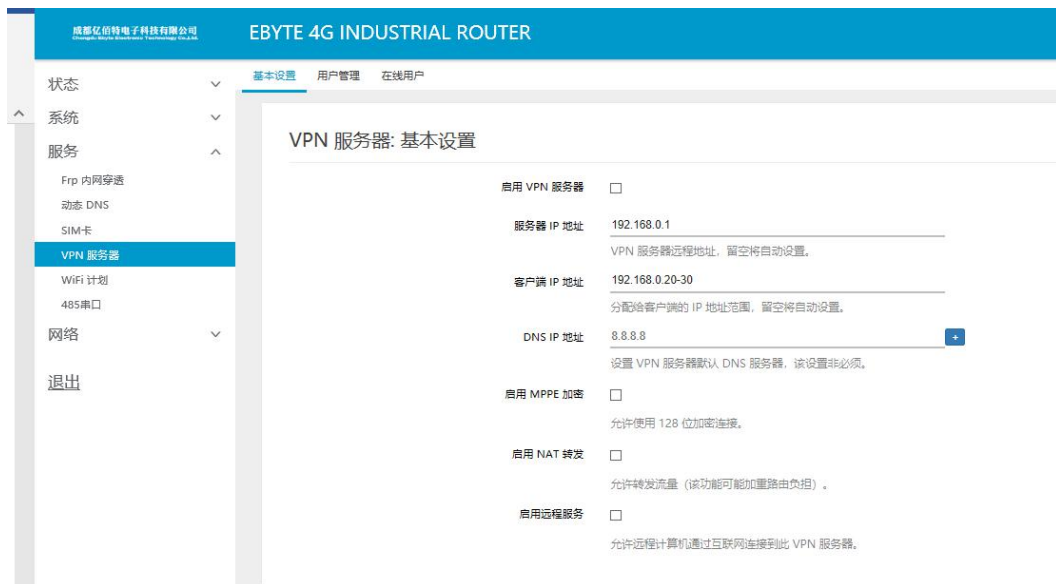 成都亿佰特电子科技有限公司
Chengdu Ebyte Electronic Technology Co.,Ltd.
EBYTE 4G INDUSTRIAL ROUTER
状态
系统
服务
Frp 内网穿透
动态 DNS
SIM卡
VPN 服务器
WiFi 计划
485串口
网络
退出
基本设置 用户管理 在线用户
VPN 服务器: 基本设置
启用 VPN 服务器
服务器 IP 地址 192.168.0.1
VPN 服务器远程地址，留空将自动设置。
客户端 IP 地址 192.168.0.20-30
分配给客户端的 IP 地址范围，留空将自动设置。
DNS IP 地址 8.8.8.8 +
设置 VPN 服务器默认 DNS 服务器，该设置非必须。
启用 MPPE 加密
允许使用 128 位加密连接。
启用 NAT 转发
允许转发流量（该功能可能加重路由负担）。
启用远程服务
允许远程计算机通过互联网连接到此 VPN 服务器。